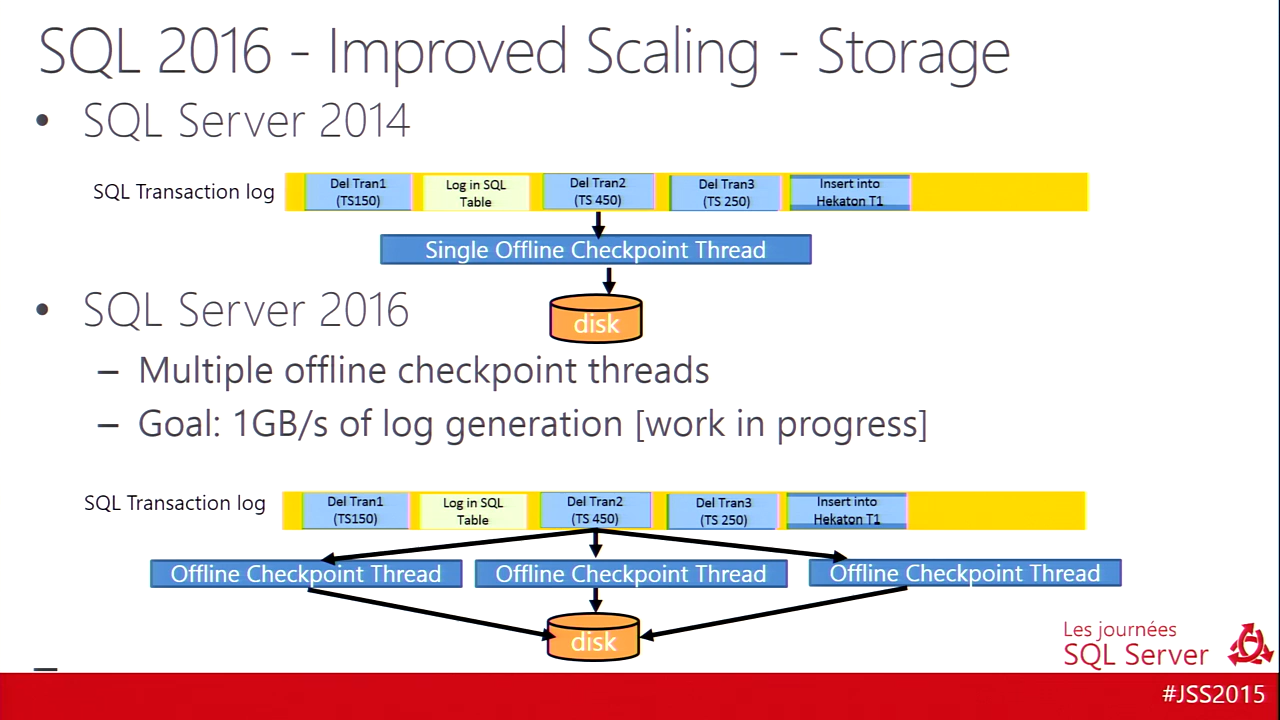 SQL 2016 - Improved Scaling - Storage
• SQL Server 2014
SQL Transaction log
Del Tran1
(TS150)
Log in SQL
Table
Del Tran2
(TS 450)
Del Tran3
(TS 250)
Insert into
Hekaton T1
Single Offline Checkpoint Thread
disk
• SQL Server 2016
– Multiple offline checkpoint threads
– Goal: 1GB/s of log generation [work in progress]
SQL Transaction log
Del Tran1
(TS150)
Log in SQL
Table
Del Tran2
(TS 450)
Del Tran3
(TS 250)
Insert into
Hekaton T1
Offline Checkpoint Thread
Offline Checkpoint Thread
Offline Checkpoint Thread
disk
Les journées
SQL Server
–
#JSS2015